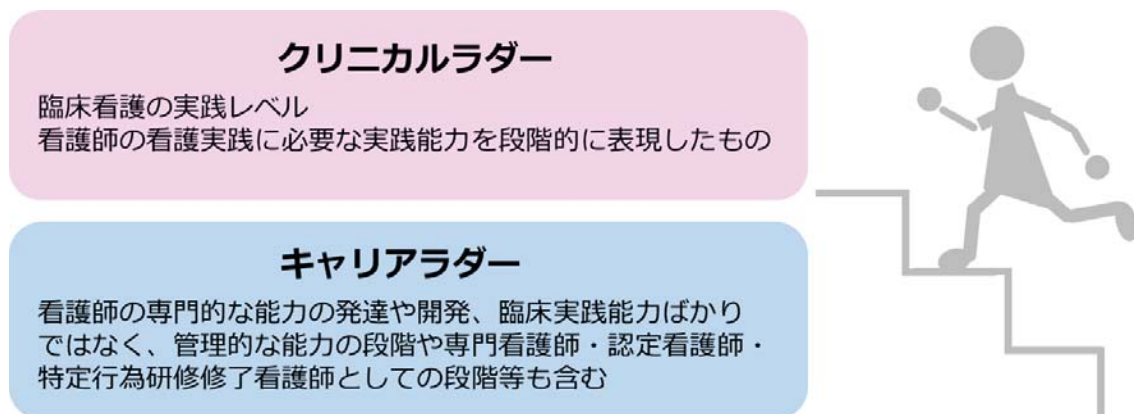 クリニカルラダー
臨床看護の実践レベル
看護師の看護実践に必要な実践能力を段階的に表現したもの
キャリアラダー
看護師の専門的な能力の発達や開発、臨床実践能力ばかり
ではなく、管理的な能力の段階や専門看護師・認定看護師・
特定行為研修修了看護師としての段階等も含む